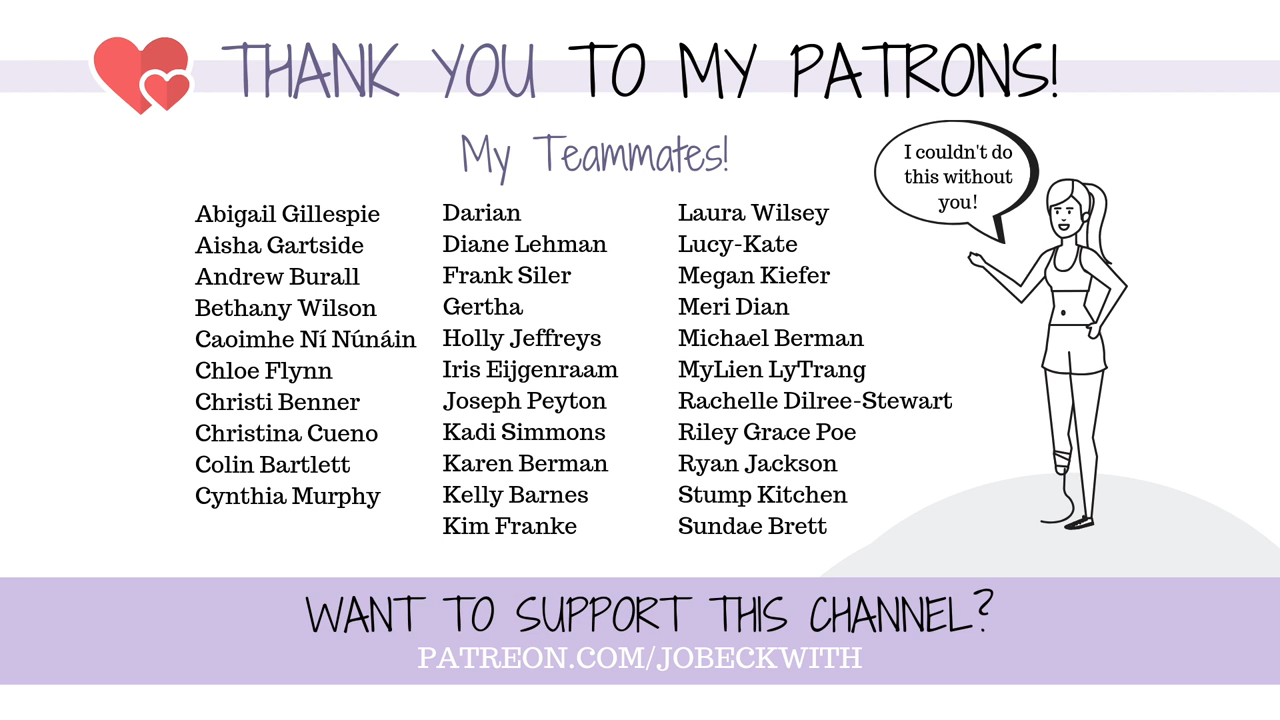 THANK YOU TO MY PATRONS!
My Teammates!
I couldn't do
this without
you!
Abigail Gillespie
Aisha Gartside
Andrew Burall
Bethany Wilson
Caoimhe Ní Núnáin
Chloe Flynn
Christi Benner
Christina Cueno
Colin Bartlett
Cynthia Murphy
Darian
Diane Lehman
Frank Siler
Gertha
Holly Jeffreys
Iris Eijgenraam
Joseph Peyton
Kadi Simmons
Karen Berman
Kelly Barnes
Kim Franke
Laura Wilsey
Lucy-Kate
Megan Kiefer
Meri Dian
Michael Berman
MyLien LyTrang
Rachelle Dilree-Stewart
Riley Grace Poe
Ryan Jackson
Stump Kitchen
Sundae Brett
WANT TO SUPPORT THIS CHANNEL?
PATREON.COM/JOBECKWITH